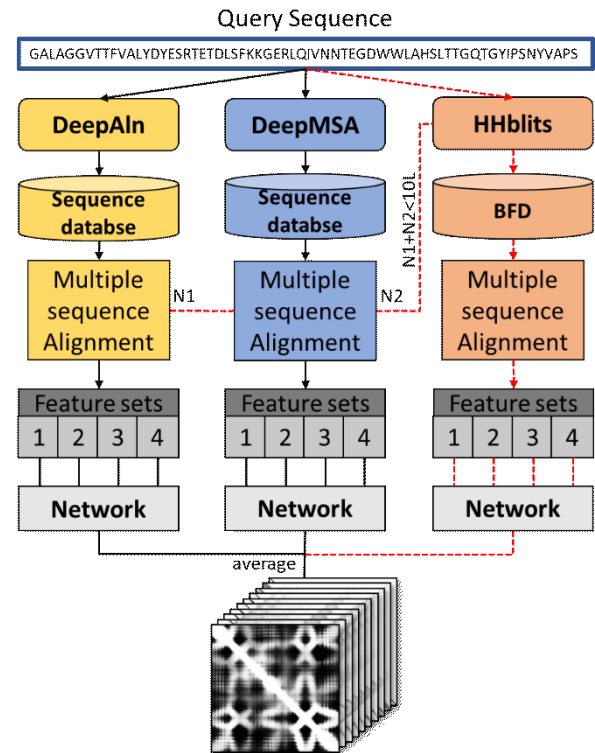 Query Sequence
GALAGGVTTFVALYDYESRTETDLSFKKGERLQIVNNTEGDWWLAHSLTTGQTGYIPSNYVAPS
DeepAln
DeepMSA
HHblits
Sequence
databse
Sequence
databse
BFD
N1+N2<10L
Multiple
sequence
Alignment
N1
Multiple
sequence
Alignment
N2
Multiple
sequence
Alignment
Feature sets
1 2 3 4
Feature sets
1 2 3 4
Feature sets
1 2 3 4
Network
Network
Network
average